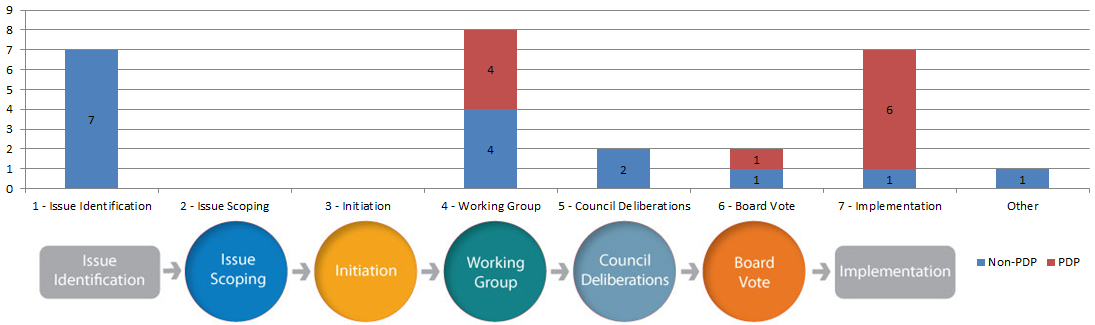 9
8
7
6
5
4
3
2
1
0
7
4
4
2
1
1
6
1
1
1 - Issue Identification
2 - Issue Scoping
3 - Initiation
4 - Working Group
5 - Council Deliberations
6 - Board Vote
7 - Implementation
Other
Issue
Identification
Issue
Scoping
Initiation
Working
Group
Council
Deliberations
Board
Vote
Implementation
Non-PDP
PDP